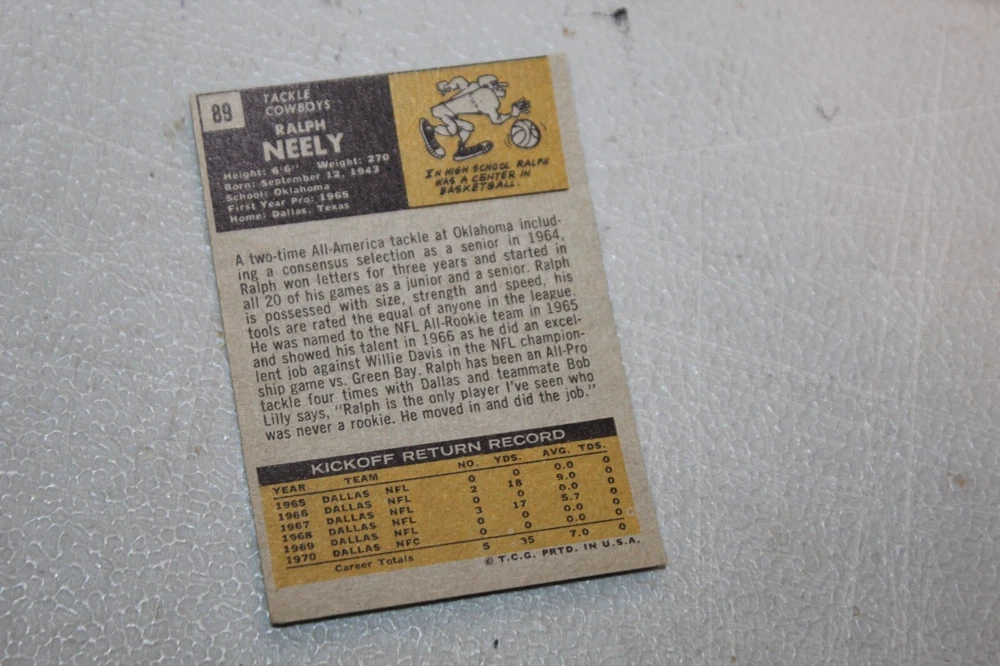 89
TACKLE
COWBOYS
RALPH
NEELY
Height: 6'6" Weight: 270
Born: September 12, 1943
School: Oklahoma
First Year Pro: 1965
Home: Dallas, Texas
IN HIGH SCHOOL RALPH
WAS A CENTER IN
BASKETBALL.
A two-time All-America tackle at Oklahoma includ-
ing a consensus selection as a senior in 1964,
Ralph won letters for three years and started in
all 20 of his games as a junior and a senior. Ralph
is possessed with size, strength and speed, his
tools are rated the equal of anyone in the league.
He was named to the NFL All-Rookie team in 1965
and showed his talent in 1966 as he did an excel-
lent job against Willie Davis in the NFL champion-
ship game vs. Green Bay. Ralph has been an All-Pro
tackle four times with Dallas and teammate Bob
Lilly says, "Ralph is the only player I've seen who
was never a rookie. He moved in and did the job."
KICKOFF RETURN RECORD
YEAR TEAM NO. YDS. AVG. TDS.
1965 DALLAS NFL 0 0 0.0 0
1966 DALLAS NFL 2 18 9.0 0
1967 DALLAS NFL 0 0 0.0 0
1968 DALLAS NFL 3 17 5.7 0
1969 DALLAS NFL 0 0 0.0 0
1970 DALLAS NFC 0 0 0.0 0
Career Totals 5 35 7.0 0
© T.C.G. PRTD. IN U.S.A.